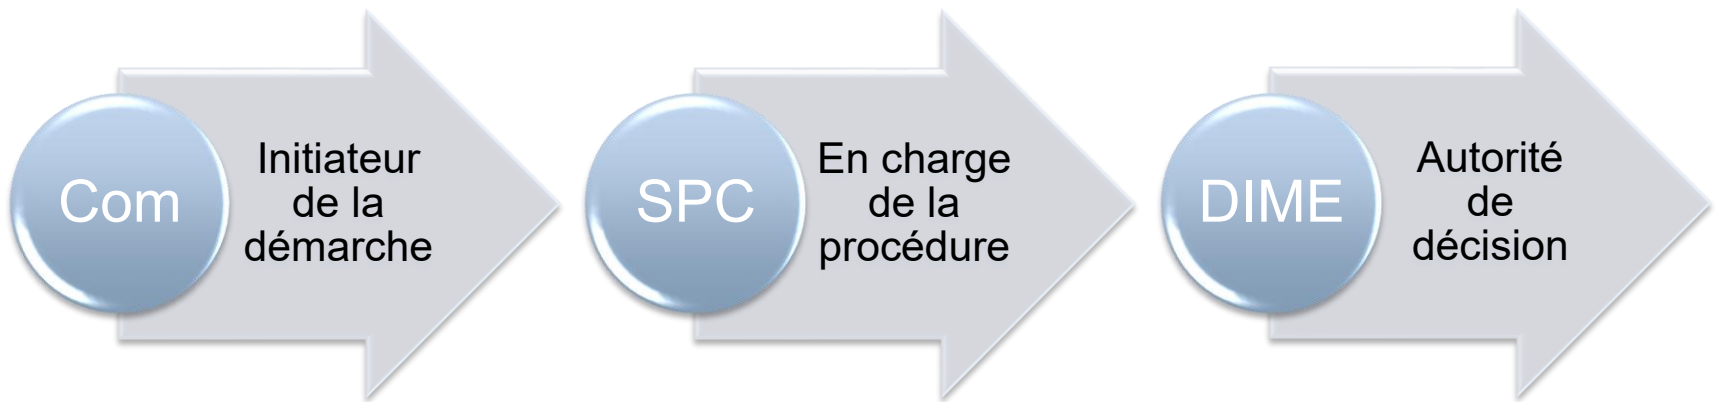 Com
Initiateur
de la
démarche
SPC
En charge
de la
procédure
DIME
Autorité
de
décision